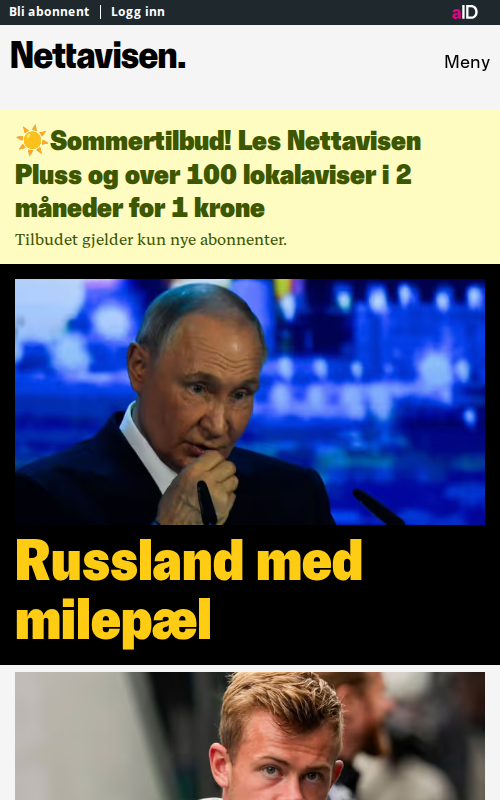 Bli abonnent | Logg inn
aID
Nettavisen.
Meny
☀️Sommertilbud! Les Nettavisen
Pluss og over 100 lokalaviser i 2
måneder for 1 krone
Tilbudet gjelder kun nye abonnenter.
Russland med
milepæl